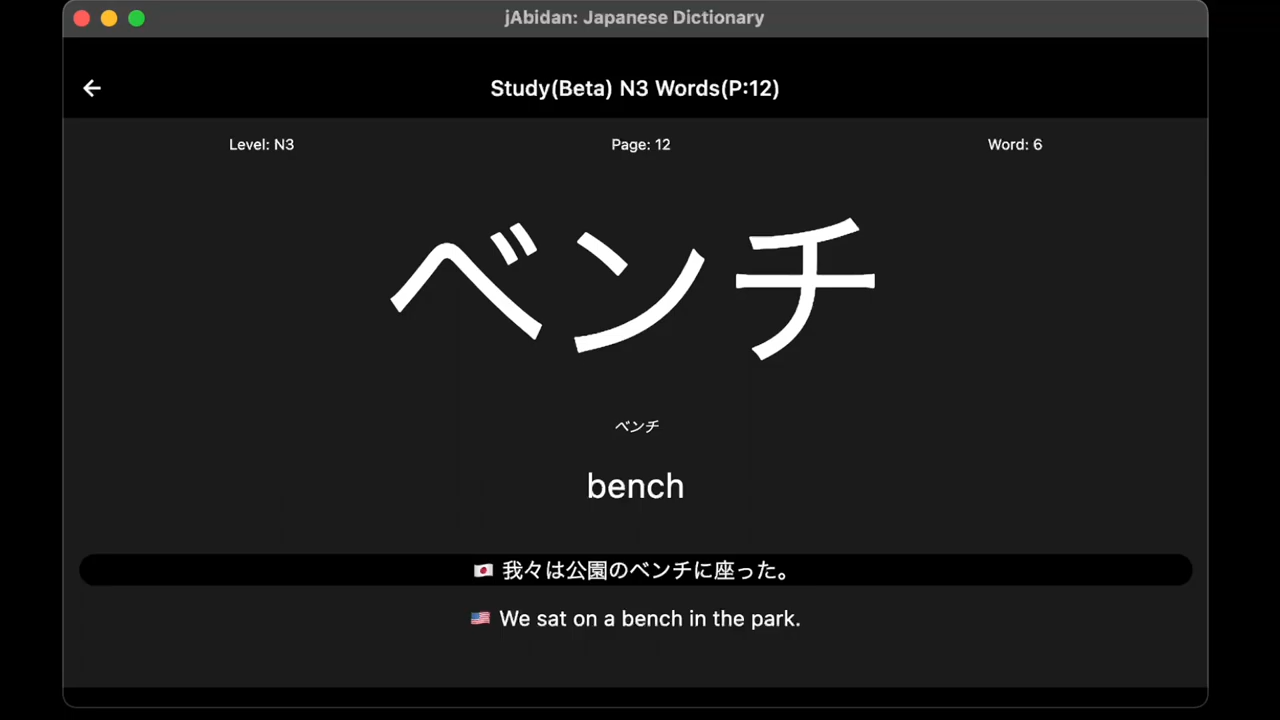 jAbidan: Japanese Dictionary
Study(Beta) N3 Words(P:12)
Level: N3
Page: 12
Word: 6
ベンチ
ベンチ
bench
🇯🇵 我々は公園のベンチに座った。
🇺🇸 We sat on a bench in the park.